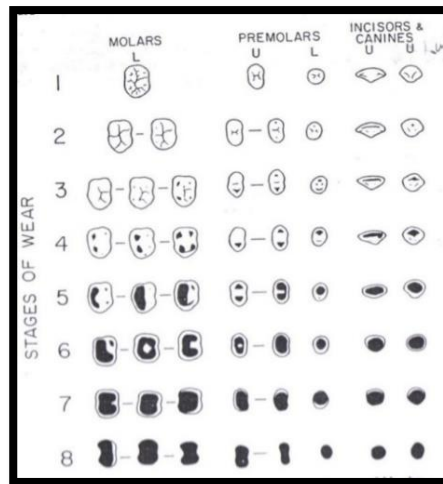 MOLARS
L
PREMOLARS
U L
INCISORS &
CANINES
U U
STAGES OF WEAR
1
2
3
4
5
6
7
8